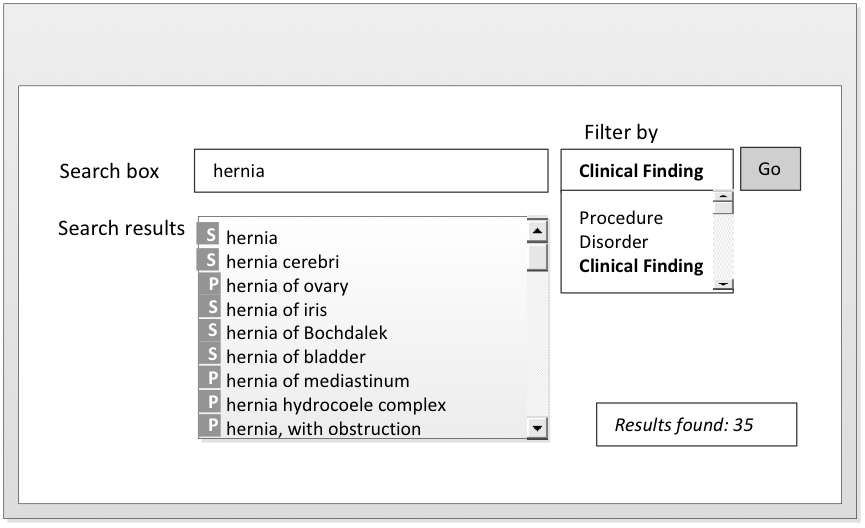 Filter by
Search box
hernia
Clinical Finding
Go
Procedure
Disorder
Clinical Finding
Search results
S hernia
S hernia cerebri
P hernia of ovary
S hernia of iris
S hernia of Bochdalek
S hernia of bladder
P hernia of mediastinum
P hernia hydrocoele complex
P hernia, with obstruction
Results found: 35